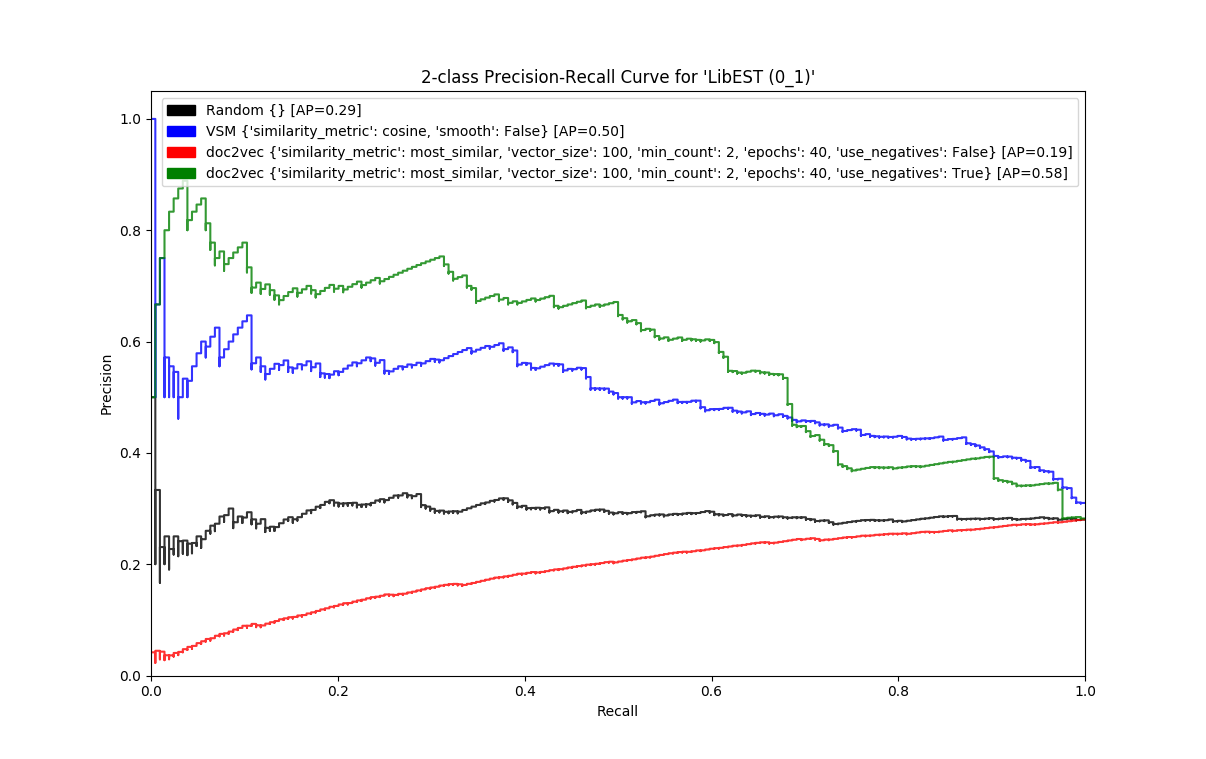 2-class Precision-Recall Curve for 'LibEST (0_1)'
Random {} [AP=0.29]
VSM {'similarity_metric': cosine, 'smooth': False} [AP=0.50]
doc2vec {'similarity_metric': most_similar, 'vector_size': 100, 'min_count': 2, 'epochs': 40, 'use_negatives': False} [AP=0.19]
doc2vec {'similarity_metric': most_similar, 'vector_size': 100, 'min_count': 2, 'epochs': 40, 'use_negatives': True} [AP=0.58]
1.0
0.8
0.6
0.4
0.2
0.0
Precision
0.0 0.2 0.4 0.6 0.8 1.0
Recall